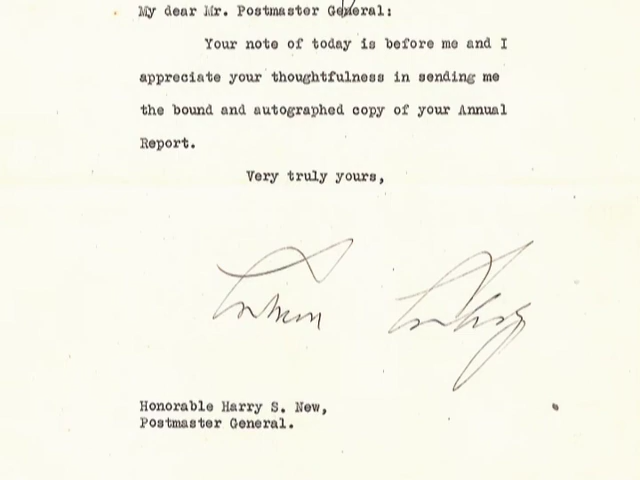 My dear Mr. Postmaster General:
Your note of today is before me and I
appreciate your thoughtfulness in sending me
the bound and autographed copy of your Annual
Report.
Very truly yours,
Honorable Harry S. New,
Postmaster General.